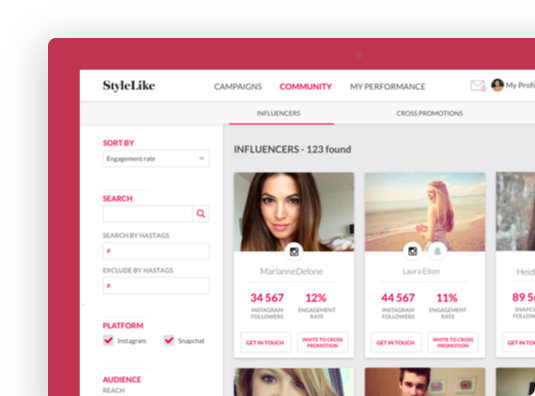 StyleLike
CAMPAIGNS COMMUNITY MY PERFORMANCE My Profi
INFLUENCERS CROSS PROMOTIONS
SORT BY
Engagement rate
SEARCH
SEARCH BY HASTAGS
#
EXCLUDE BY HASTAGS
#
PLATFORM
Instagram Snapchat
AUDIENCE
REACH
INFLUENCERS - 123 found
MarianneDelone
34 567 12%
INSTAGRAM FOLLOWERS ENGAGEMENT RATE
GET IN TOUCH INVITE TO CROSS PROMOTION
Laura Elton
44 567 11%
INSTAGRAM FOLLOWERS ENGAGEMENT RATE
GET IN TOUCH INVITE TO CROSS PROMOTION
Heid
89 5
SNAPC
FOLLOW
GET IN TO